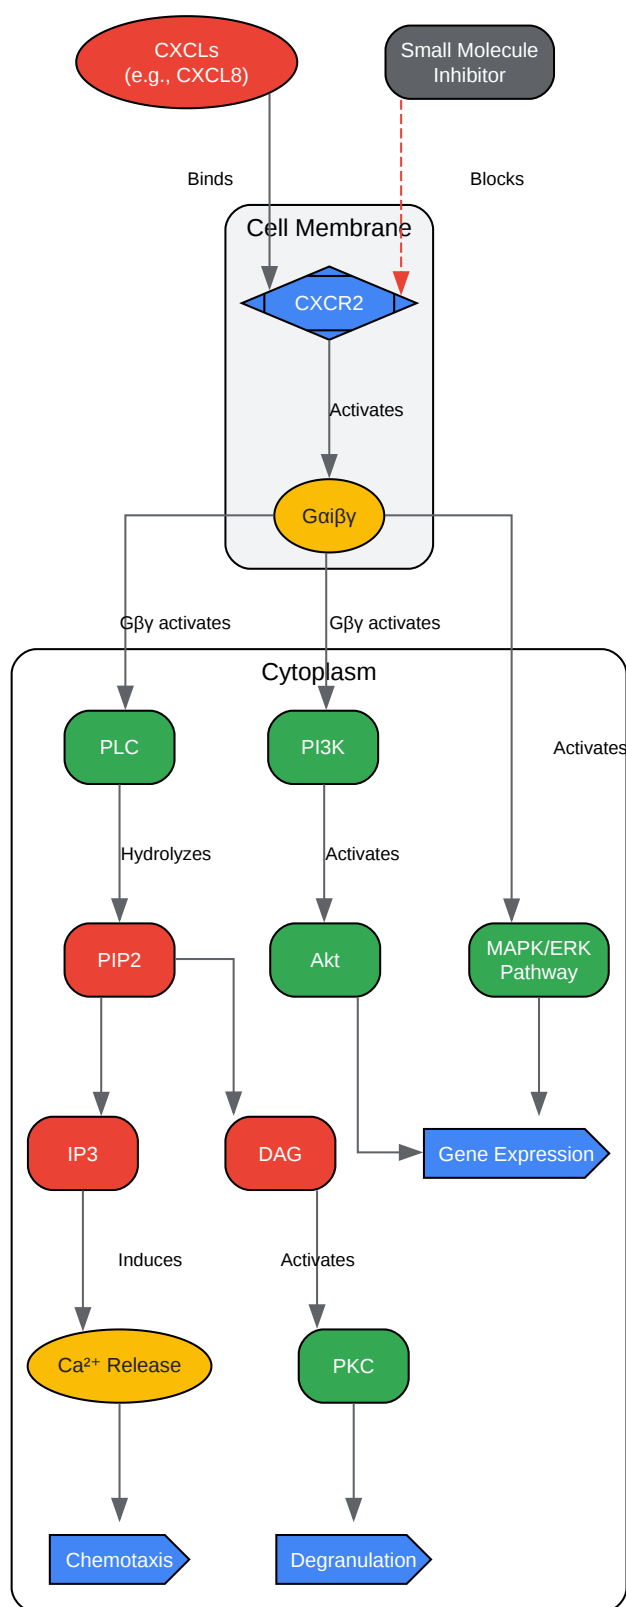 CXCLs
(e.g., CXCL8)
Small Molecule
Inhibitor
Binds
Blocks
Cell Membrane
CXCR2
Activates
Gαiβγ
Gβγ activates
Gβγ activates
Cytoplasm
PLC
PI3K
Activates
Hydrolyzes
Activates
PIP2
Akt
MAPK/ERK
Pathway
IP3
DAG
Gene Expression
Induces
Activates
Ca²⁺ Release
PKC
Chemotaxis
Degranulation